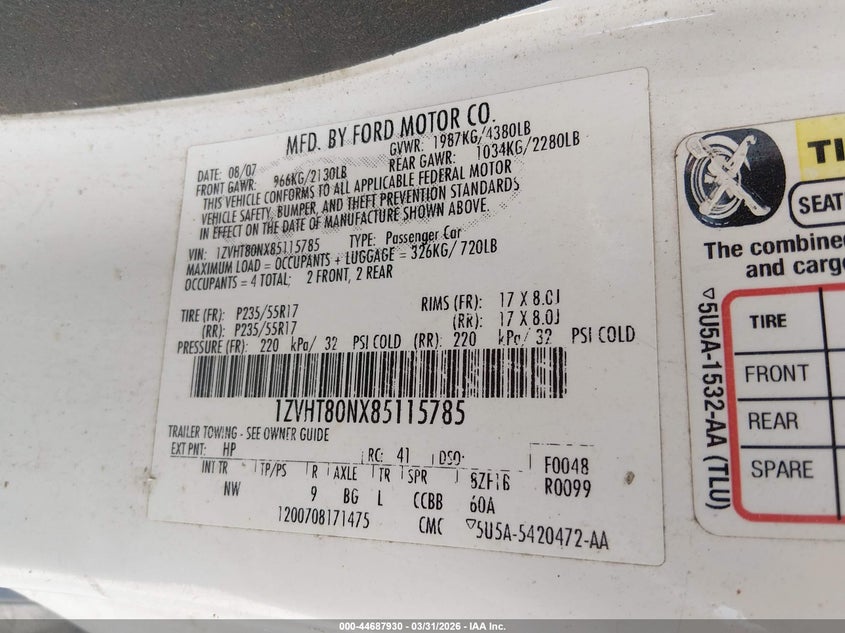 MFD. BY FORD MOTOR CO.
DATE: 08/07 GVWR: 1987KG/4380LB
FRONT GAWR: 966KG/2130LB REAR GAWR: 1034KG/2280LB
THIS VEHICLE CONFORMS TO ALL APPLICABLE FEDERAL MOTOR
VEHICLE SAFETY, BUMPER, AND THEFT PREVENTION STANDARDS
IN EFFECT ON THE DATE OF MANUFACTURE SHOWN ABOVE.
VIN: 1ZVHT80NX85115785 TYPE: Passenger Car
MAXIMUM LOAD = OCCUPANTS + LUGGAGE = 326KG/720LB
OCCUPANTS = 4 TOTAL: 2 FRONT, 2 REAR
TIRE (FR): P235/55R17 RIMS (FR): 17 X 8.0J
(RR): P235/55R17 (RR): 17 X 8.0J
PRESSURE (FR): 220 kPa/ 32 PSI COLD (RR): 220 kPa/ 32 PSI COLD
1ZVHT80NX85115785
TRAILER TOWING - SEE OWNER GUIDE
EXT PNT: HP RC: 41 DSO: F0048
INT TR TP/PS R AXLE TR SPR R0099
NW 9 BG L CCBB 60A
1200708171475 CMC ▽5U5A-5420472-AA
▽5U5A-1532-AA (TLU)
SEAT
The combined
and cargo
TIRE
FRONT
REAR
SPARE
000-44687930 - 03/31/2026 - IAA Inc.